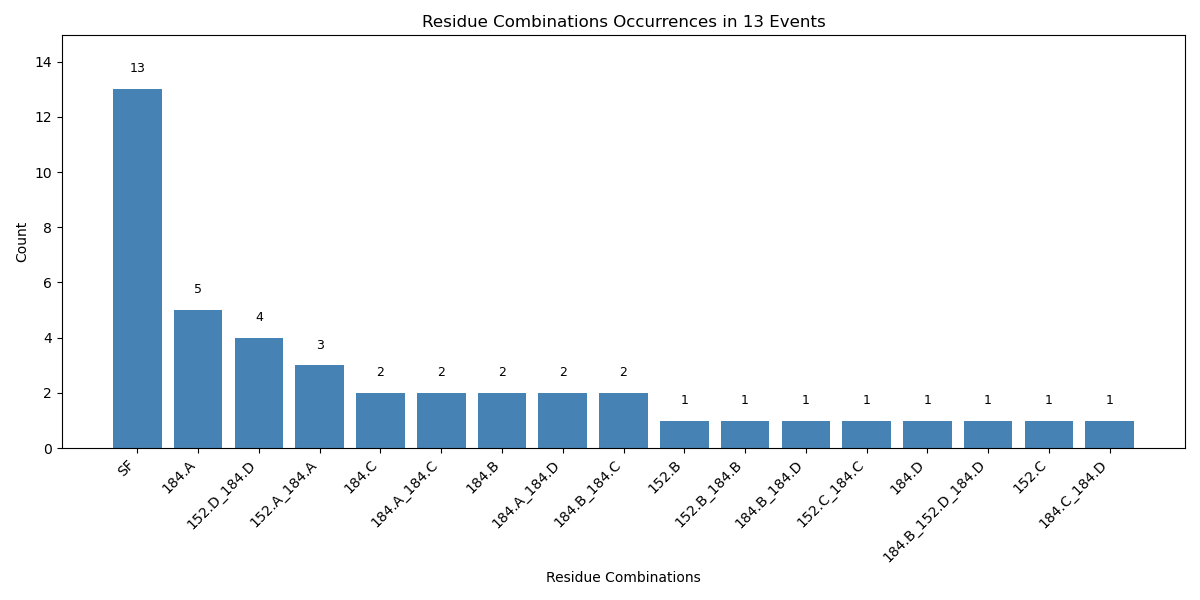 Residue Combinations Occurrences in 13 Events
Count
14
12
10
8
6
4
2
0
13
5
4
3
2
2
2
2
2
1
1
1
1
1
1
1
1
SF
184.A
152.D_184.D
152.A_184.A
184.C
184.A_184.C
184.B
184.A_184.D
184.B_184.C
152.B
152.B_184.B
184.B_184.D
152.C_184.C
184.D
184.B_152.D_184.D
152.C
184.C_184.D
Residue Combinations